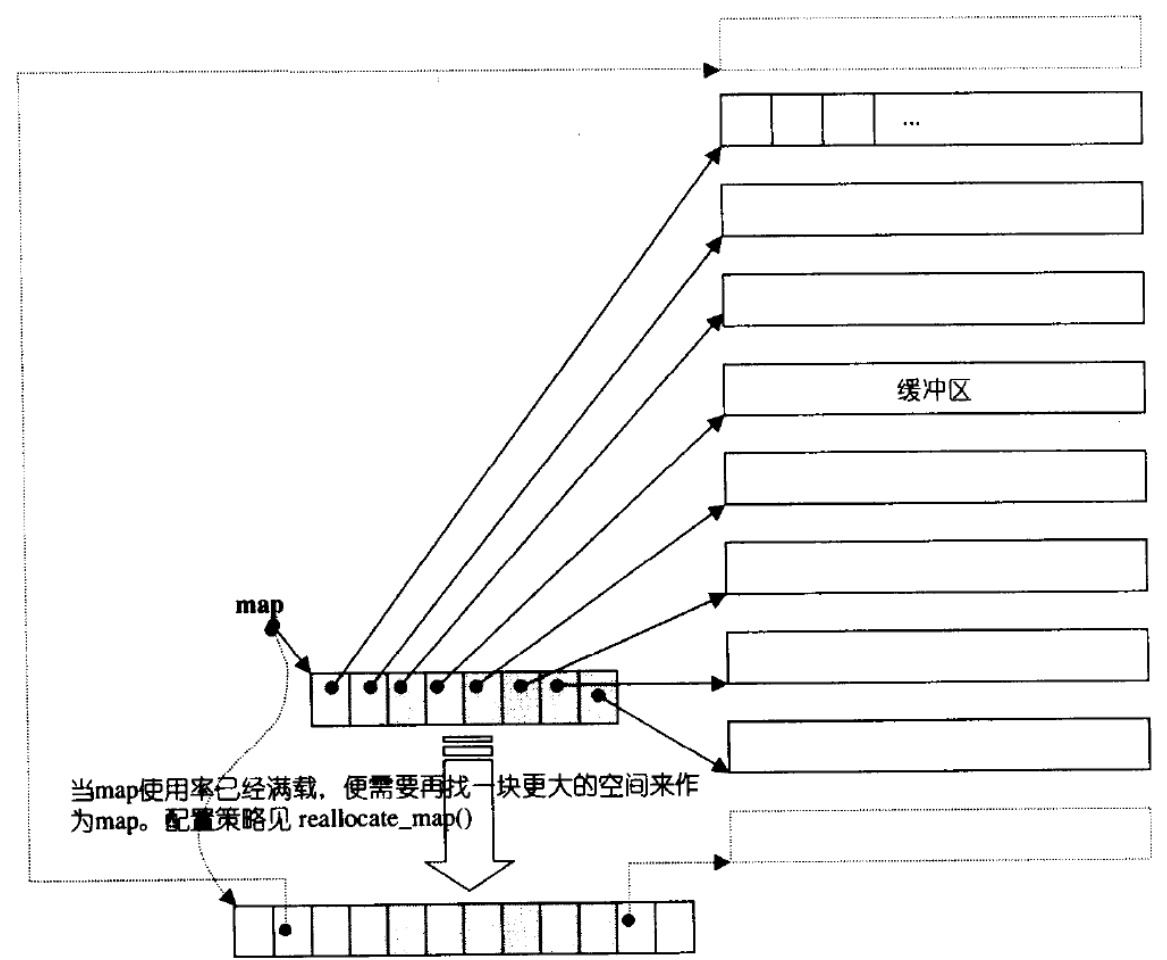 ...
缓冲区
map
当map使用率已经满载，便需要再找一块更大的空间来作
为map。配置策略见 reallocate_map()